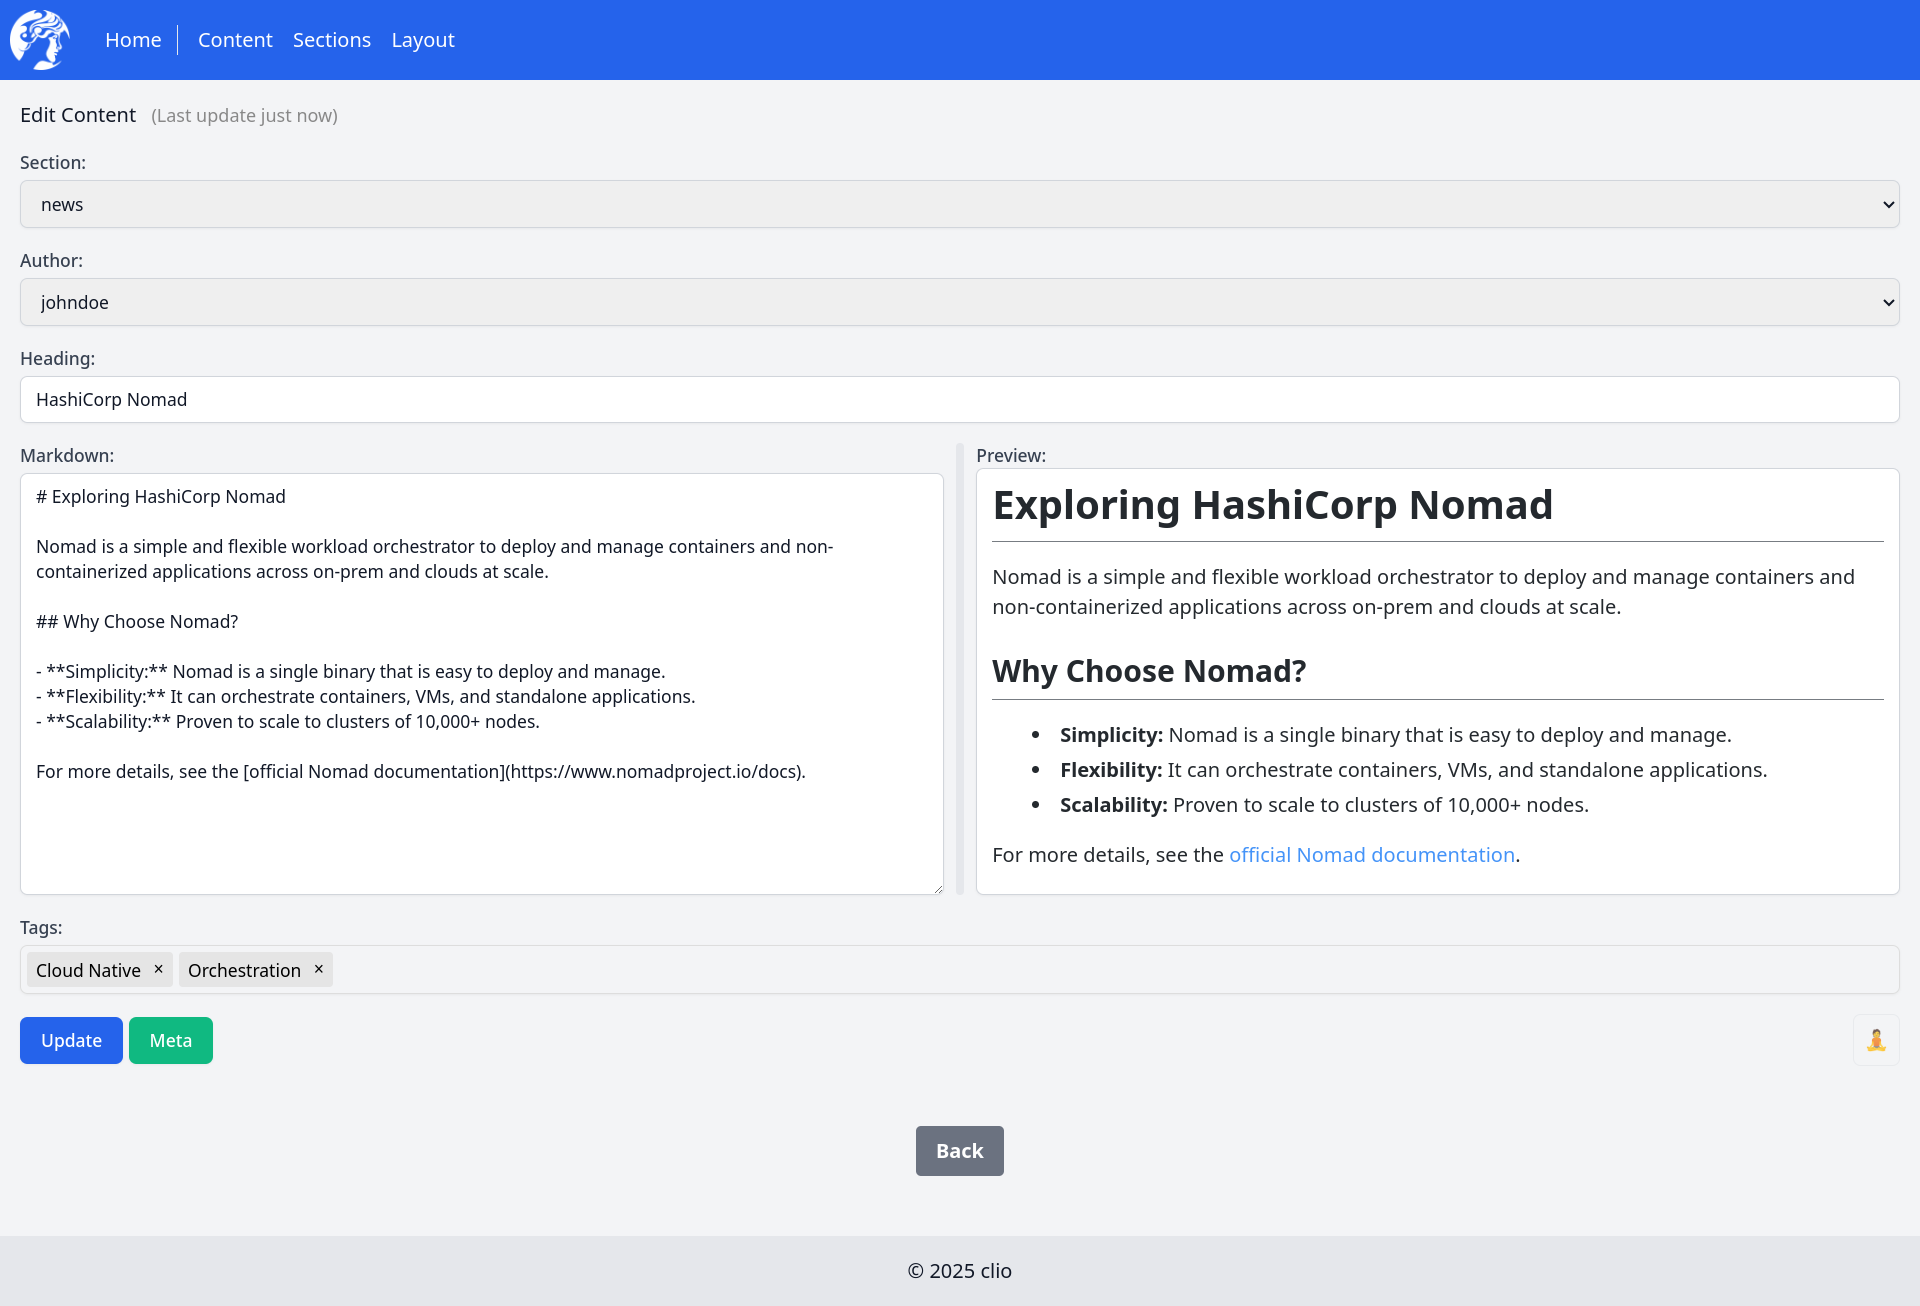 Home Content Sections Layout
Edit Content (Last update just now)
Section:
news
Author:
johndoe
Heading:
HashiCorp Nomad
Markdown:
# Exploring HashiCorp Nomad
Nomad is a simple and flexible workload orchestrator to deploy and manage containers and non-
containerized applications across on-prem and clouds at scale.
## Why Choose Nomad?
- **Simplicity:** Nomad is a single binary that is easy to deploy and manage.
- **Flexibility:** It can orchestrate containers, VMs, and standalone applications.
- **Scalability:** Proven to scale to clusters of 10,000+ nodes.
For more details, see the [official Nomad documentation](https://www.nomadproject.io/docs).
Preview:
Exploring HashiCorp Nomad
Nomad is a simple and flexible workload orchestrator to deploy and manage containers and
non-containerized applications across on-prem and clouds at scale.
Why Choose Nomad?
• Simplicity: Nomad is a single binary that is easy to deploy and manage.
• Flexibility: It can orchestrate containers, VMs, and standalone applications.
• Scalability: Proven to scale to clusters of 10,000+ nodes.
For more details, see the official Nomad documentation.
Tags:
Cloud Native × Orchestration ×
Update Meta
Back
© 2025 clio